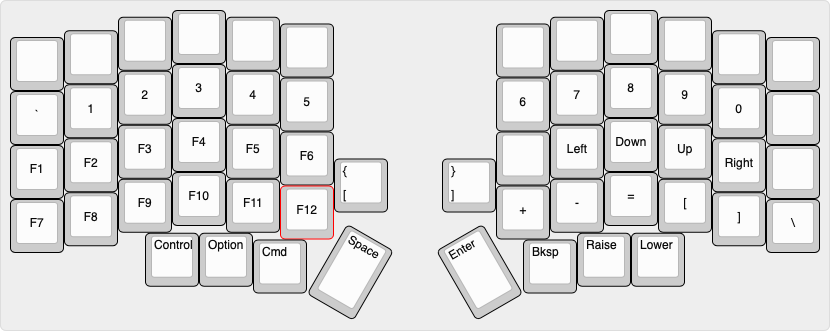 ` 1 2 3 4 5
6 7 8 9 0
F1 F2 F3 F4 F5 F6
Left Down Up Right
{
[
}
]
F7 F8 F9 F10 F11 F12
+ - = [ ] \
Control Option Cmd Space
Enter Bksp Raise Lower